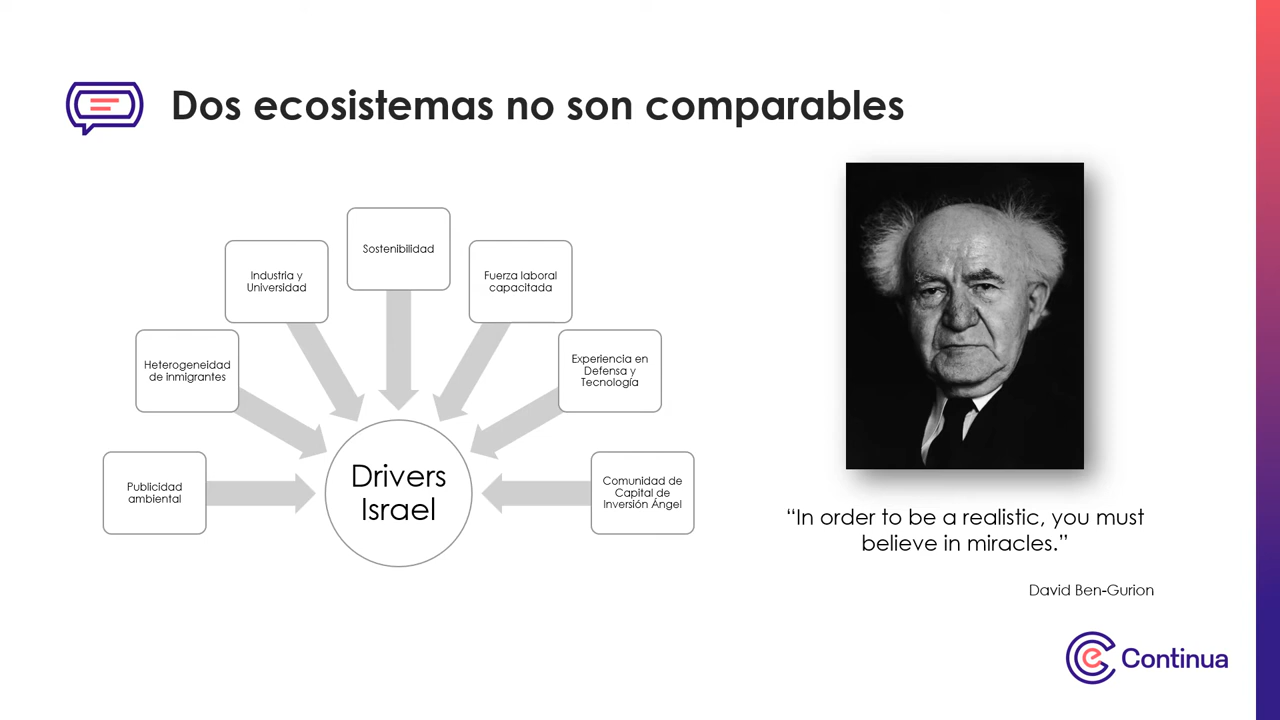 Dos ecosistemas no son comparables
Sostenibilidad
Industria y
Universidad
Fuerza laboral
capacitada
Heterogeneidad
de inmigrantes
Experiencia en
Defensa y
Tecnología
Publicidad
ambiental
Drivers
Israel
Comunidad de
Capital de
Inversión Ángel
“In order to be a realistic, you must
believe in miracles.”
David Ben-Gurion
Continua